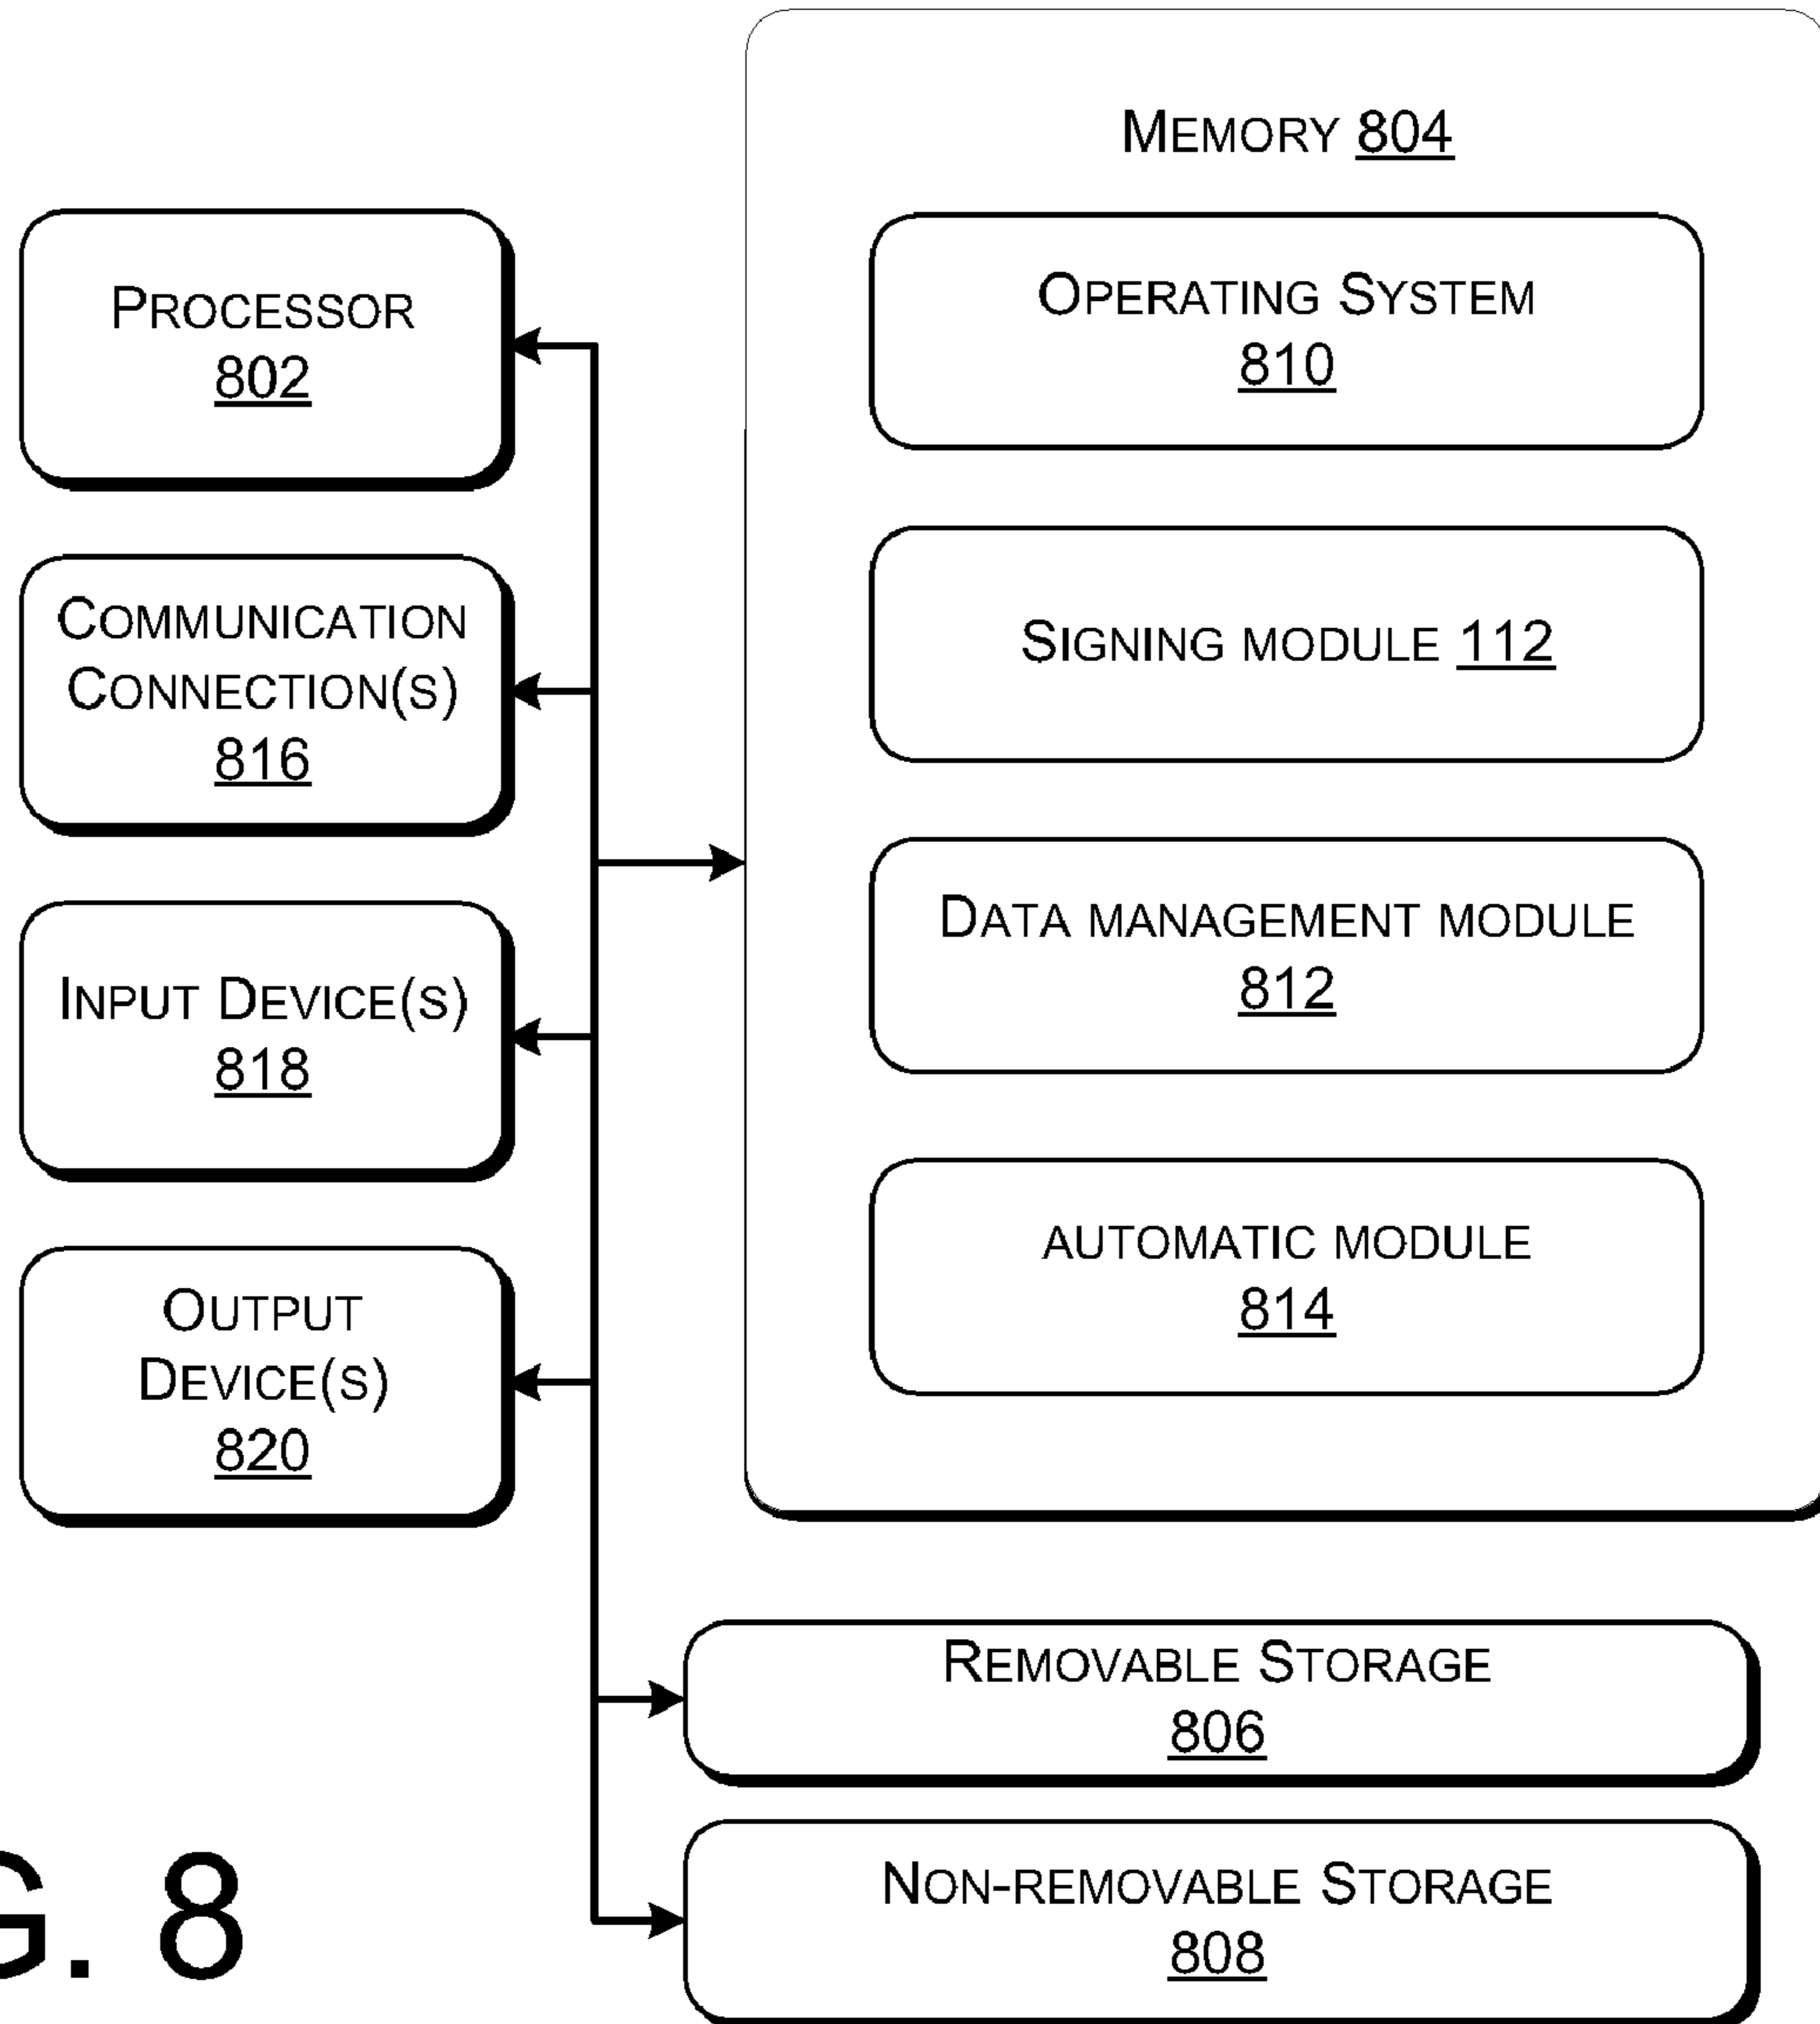 MEMORY 804
PROCESSOR
802
COMMUNICATION
CONNECTION(S)
816
INPUT DEVICE(S)
818
OUTPUT
DEVICE(S)
820
OPERATING SYSTEM
810
SIGNING MODULE 112
DATA MANAGEMENT MODULE
812
AUTOMATIC MODULE
814
REMOVABLE STORAGE
806
NON-REMOVABLE STORAGE
808
G. 8